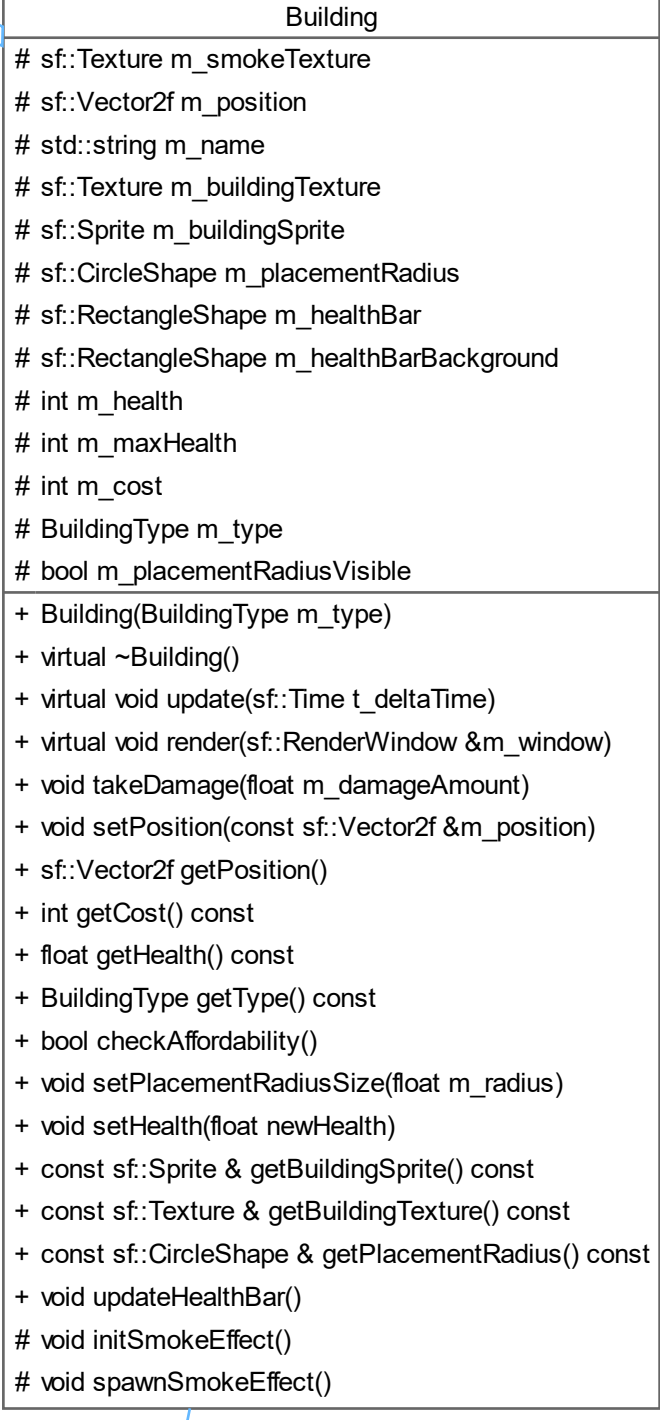 Building
# sf::Texture m_smokeTexture
# sf::Vector2f m_position
# std::string m_name
# sf::Texture m_buildingTexture
# sf::Sprite m_buildingSprite
# sf::CircleShape m_placementRadius
# sf::RectangleShape m_healthBar
# sf::RectangleShape m_healthBarBackground
# int m_health
# int m_maxHealth
# int m_cost
# BuildingType m_type
# bool m_placementRadiusVisible
+ Building(BuildingType m_type)
+ virtual ~Building()
+ virtual void update(sf::Time t_deltaTime)
+ virtual void render(sf::RenderWindow &m_window)
+ void takeDamage(float m_damageAmount)
+ void setPosition(const sf::Vector2f &m_position)
+ sf::Vector2f getPosition()
+ int getCost() const
+ float getHealth() const
+ BuildingType getType() const
+ bool checkAffordability()
+ void setPlacementRadiusSize(float m_radius)
+ void setHealth(float newHealth)
+ const sf::Sprite & getBuildingSprite() const
+ const sf::Texture & getBuildingTexture() const
+ const sf::CircleShape & getPlacementRadius() const
+ void updateHealthBar()
# void initSmokeEffect()
# void spawnSmokeEffect()